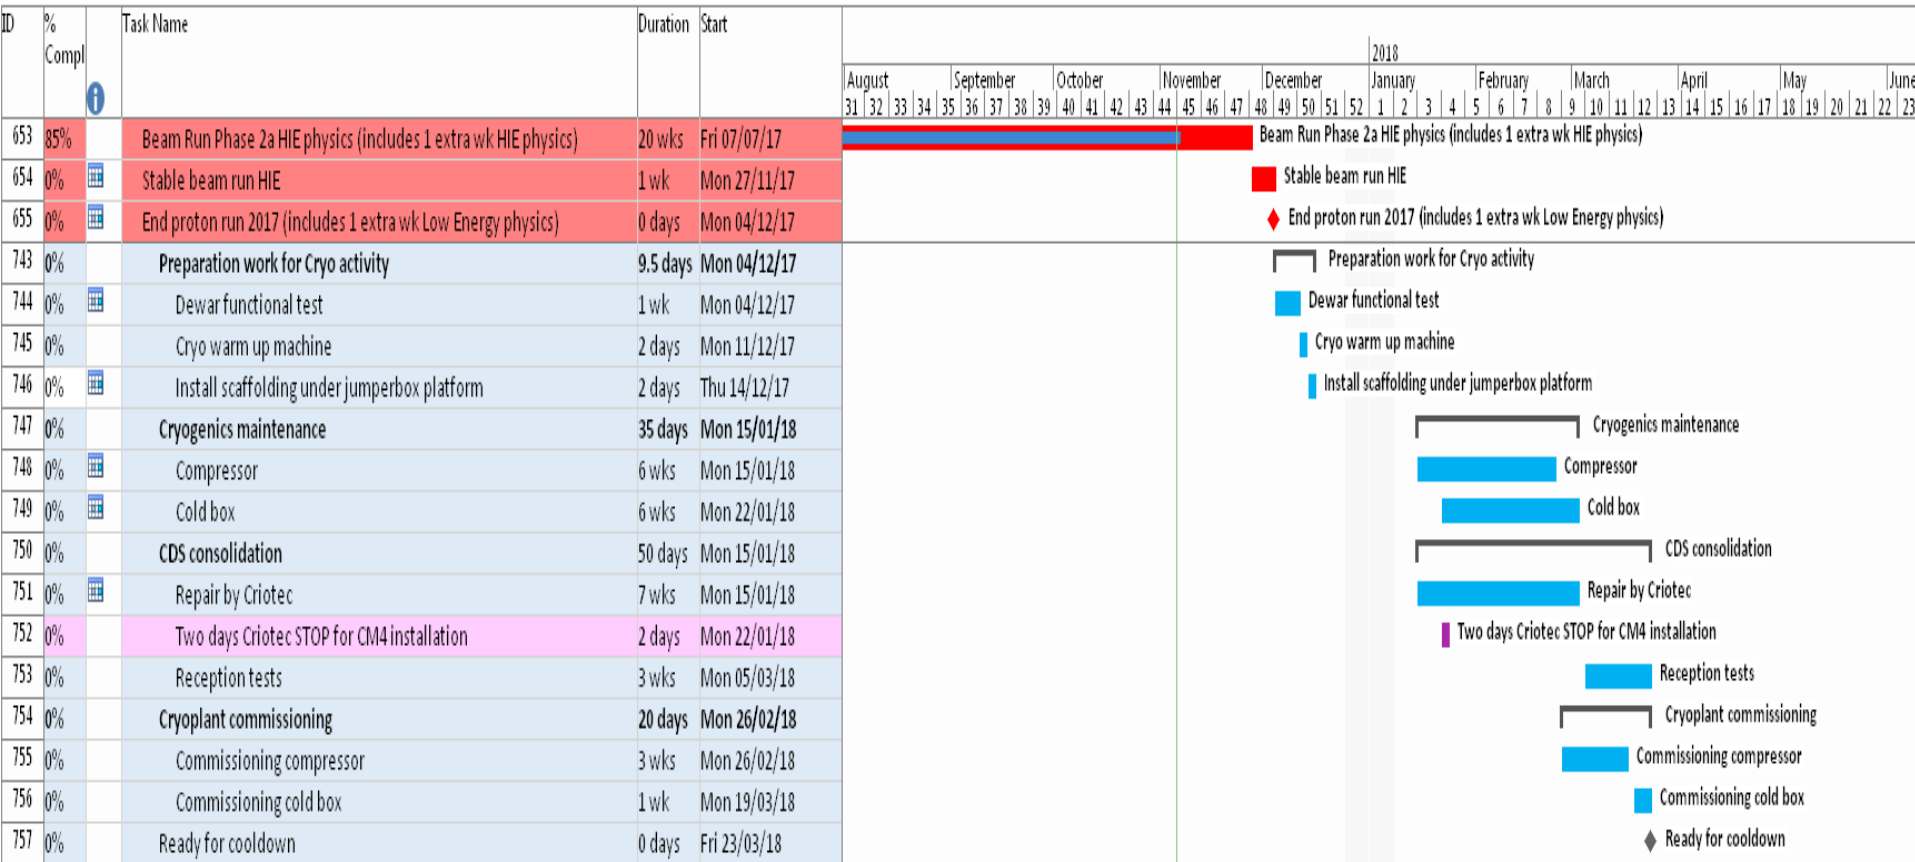 ID % Compl Task Name Duration Start
2018
August September October November December January February March April May June
31 32 33 34 35 36 37 38 39 40 41 42 43 44 45 46 47 48 49 50 51 52 1 2 3 4 5 6 7 8 9 10 11 12 13 14 15 16 17 18 19 20 21 22 23
653 85% Beam Run Phase 2a HIE physics (includes 1 extra wk HIE physics) 20 wks Fri 07/07/17 Beam Run Phase 2a HIE physics (includes 1 extra wk HIE physics)
654 0% Stable beam run HIE 1 wk Mon 27/11/17 Stable beam run HIE
655 0% End proton run 2017 (includes 1 extra wk Low Energy physics) 0 days Mon 04/12/17 End proton run 2017 (includes 1 extra wk Low Energy physics)
743 0% Preparation work for Cryo activity 9.5 days Mon 04/12/17 Preparation work for Cryo activity
744 0% Dewar functional test 1 wk Mon 04/12/17 Dewar functional test
745 0% Cryo warm up machine 2 days Mon 11/12/17 Cryo warm up machine
746 0% Install scaffolding under jumperbox platform 2 days Thu 14/12/17 Install scaffolding under jumperbox platform
747 0% Cryogenics maintenance 35 days Mon 15/01/18 Cryogenics maintenance
748 0% Compressor 6 wks Mon 15/01/18 Compressor
749 0% Cold box 6 wks Mon 22/01/18 Cold box
750 0% CDS consolidation 50 days Mon 15/01/18 CDS consolidation
751 0% Repair by Criotec 7 wks Mon 15/01/18 Repair by Criotec
752 0% Two days Criotec STOP for CM4 installation 2 days Mon 22/01/18 Two days Criotec STOP for CM4 installation
753 0% Reception tests 3 wks Mon 05/03/18 Reception tests
754 0% Cryoplant commissioning 20 days Mon 26/02/18 Cryoplant commissioning
755 0% Commissioning compressor 3 wks Mon 26/02/18 Commissioning compressor
756 0% Commissioning cold box 1 wk Mon 19/03/18 Commissioning cold box
757 0% Ready for cooldown 0 days Fri 23/03/18 Ready for cooldown